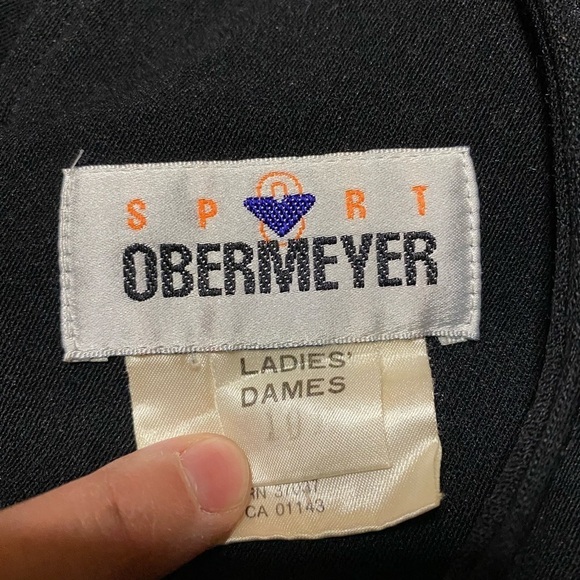 SPORT
OBERMEYER
LADIES'
DAMES
10
CA 01143